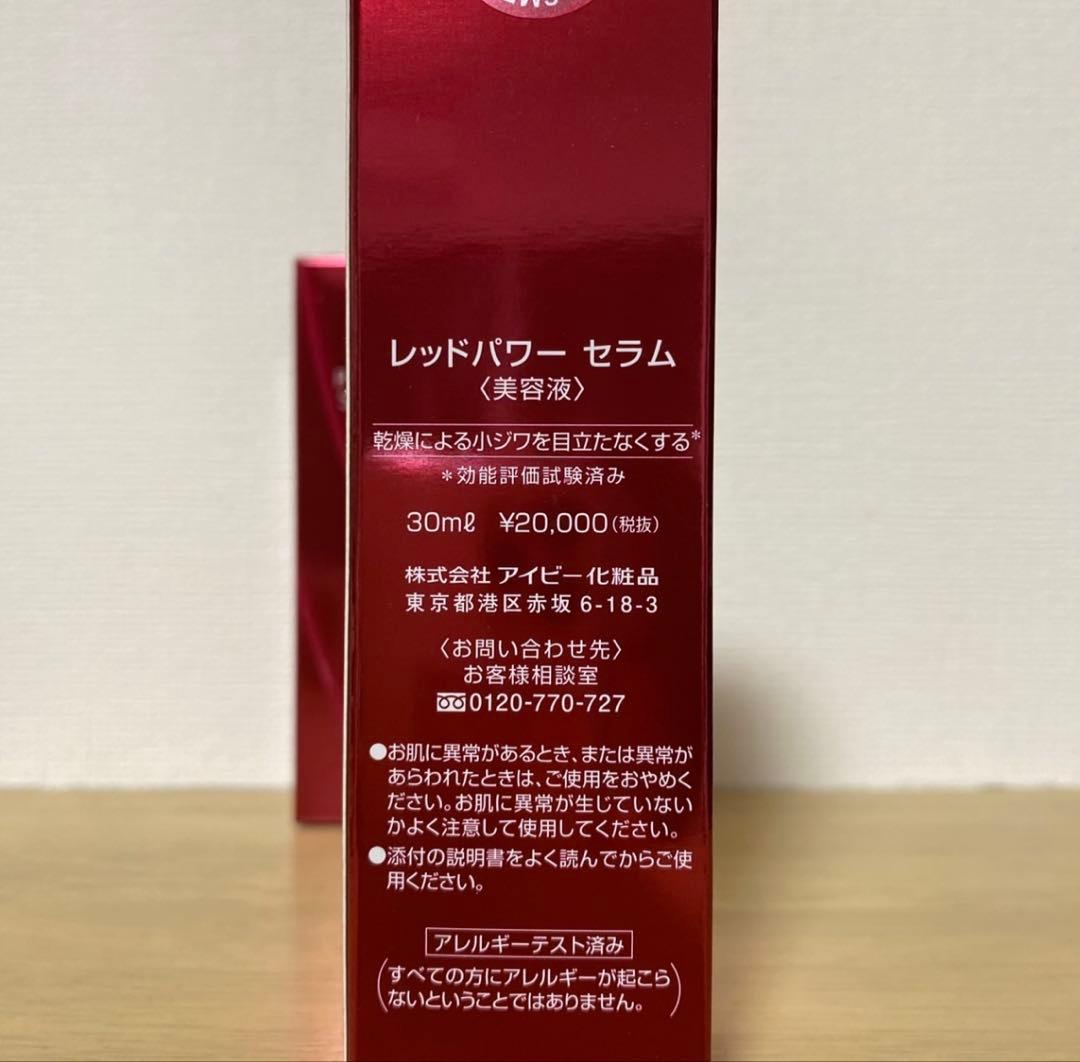 レッドパワー セラム
〈美容液〉
乾燥による小ジワを目立たなくする*
*効能評価試験済み
30mℓ ¥20,000(税抜)
株式会社 アイビー化粧品
東京都港区赤坂 6-18-3
〈お問い合わせ先〉
お客様相談室
0120-770-727
●お肌に異常があるとき、または異常が
あらわれたときは、ご使用をおやめく
ださい。お肌に異常が生じていない
かよく注意して使用してください。
●添付の説明書をよく読んでからご使
用ください。
アレルギーテスト済み
(すべての方にアレルギーが起こら
ないということではありません。)